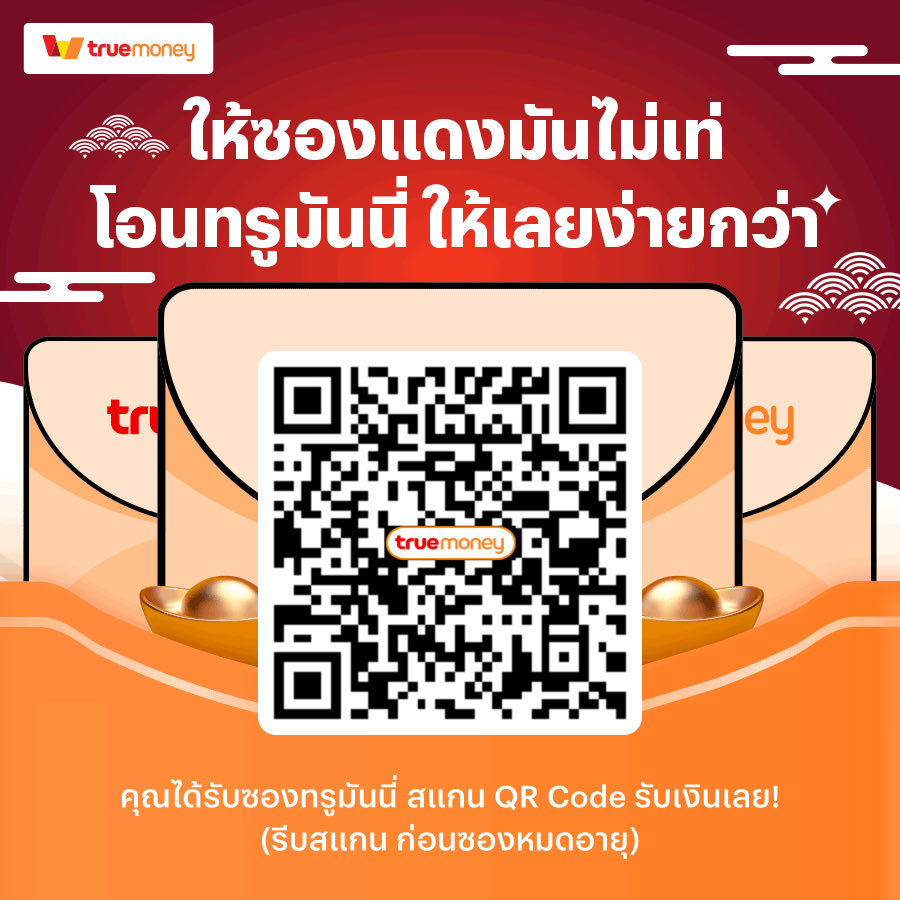 truemoney
ให้ซองแดงมันไม่เท่
โอนทรูมันนี่ ให้เลยง่ายกว่า
tru
ey
truemoney
คุณได้รับซองทรูมันนี่ สแกน QR Code รับเงินเลย!
(รีบสแกน ก่อนซองหมดอายุ)